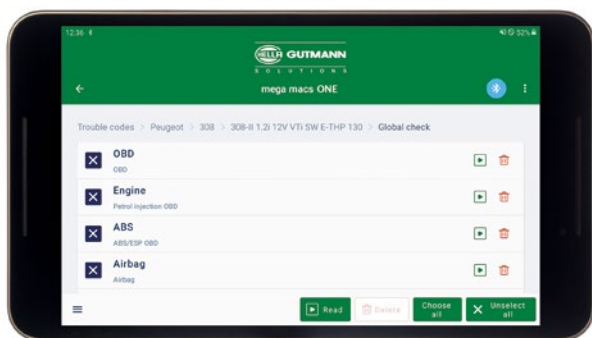 12:36
52%
HELLA GUTMANN
SOLUTIONS
mega macs ONE
Trouble codes > Peugeot > 308 > 308-II 1.2i 12V VTi SW E-THP 130 > Global check
OBD
OBD
Engine
Petrol injection OBD
ABS
ABS/ESP OBD
Airbag
Airbag
Read
Delete
Choose
all
Unselect
all